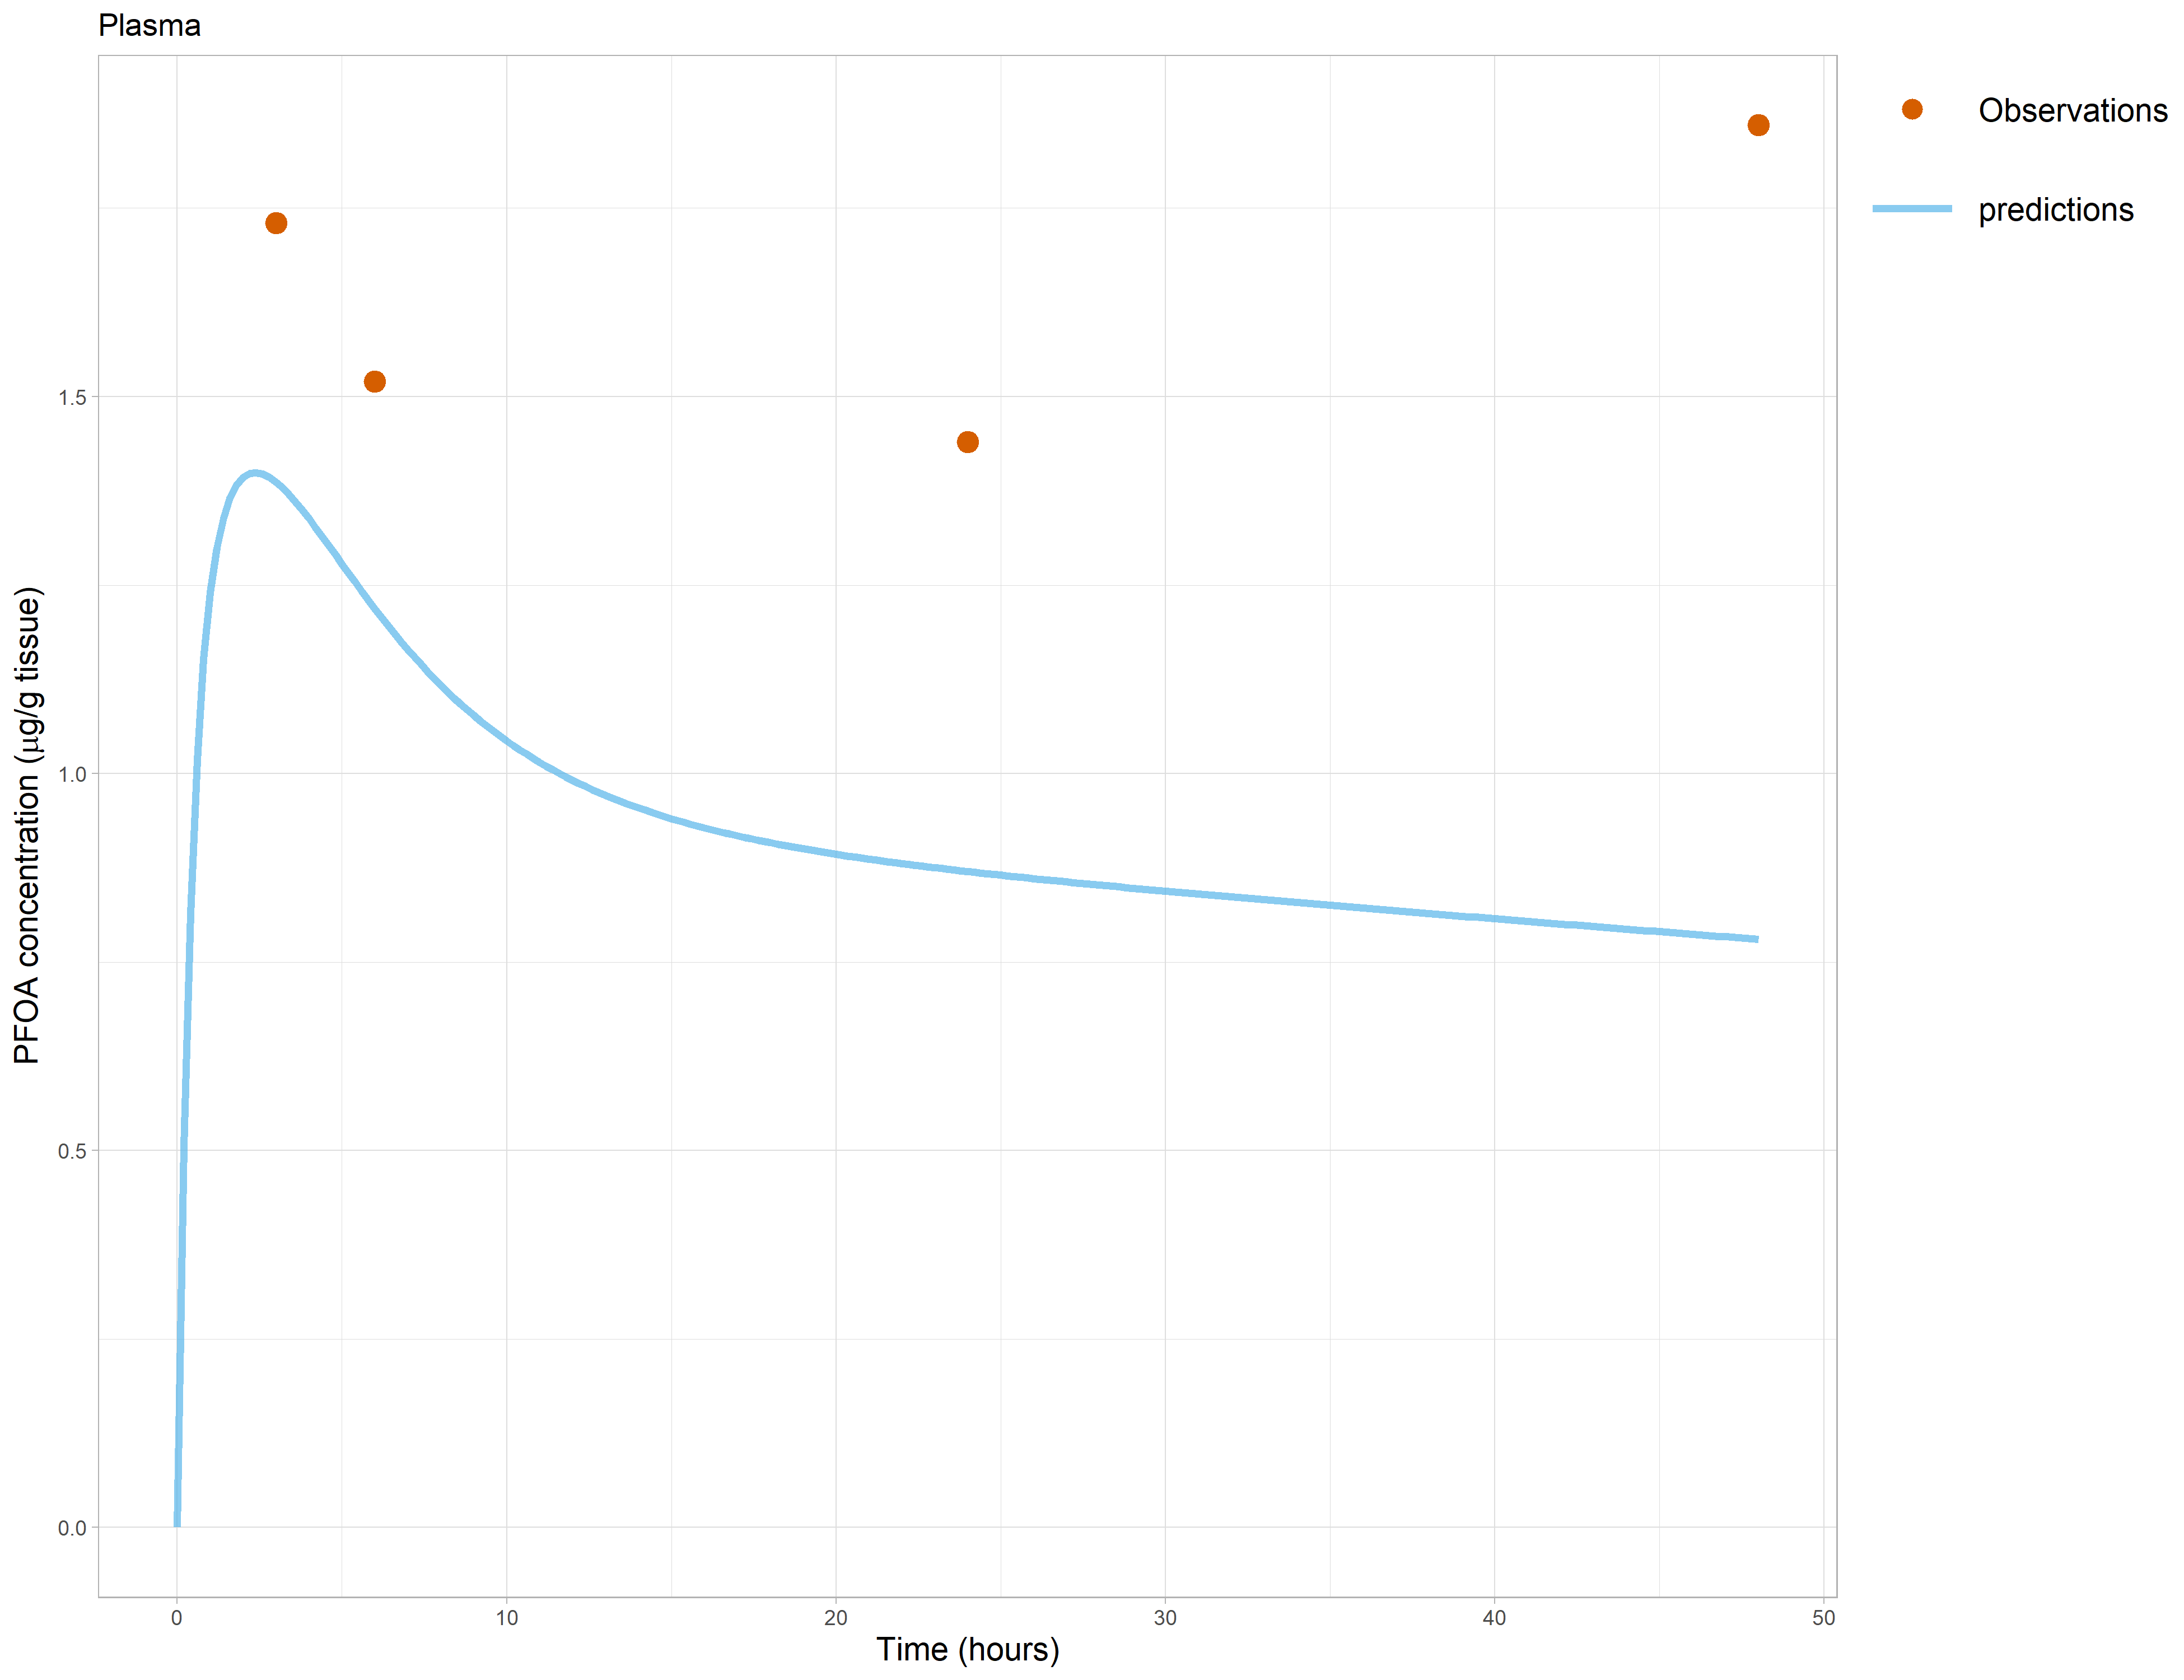 Plasma
Observations
predictions
PFOA concentration (μg/g tissue)
1.5
1.0
0.5
0.0
0 10 20 30 40 50
Time (hours)